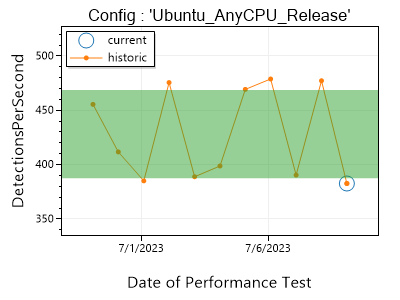 Config : 'Ubuntu_AnyCPU_Release'
current
historic
DetectionsPerSecond
500
450
400
350
7/1/2023
7/6/2023
Date of Performance Test